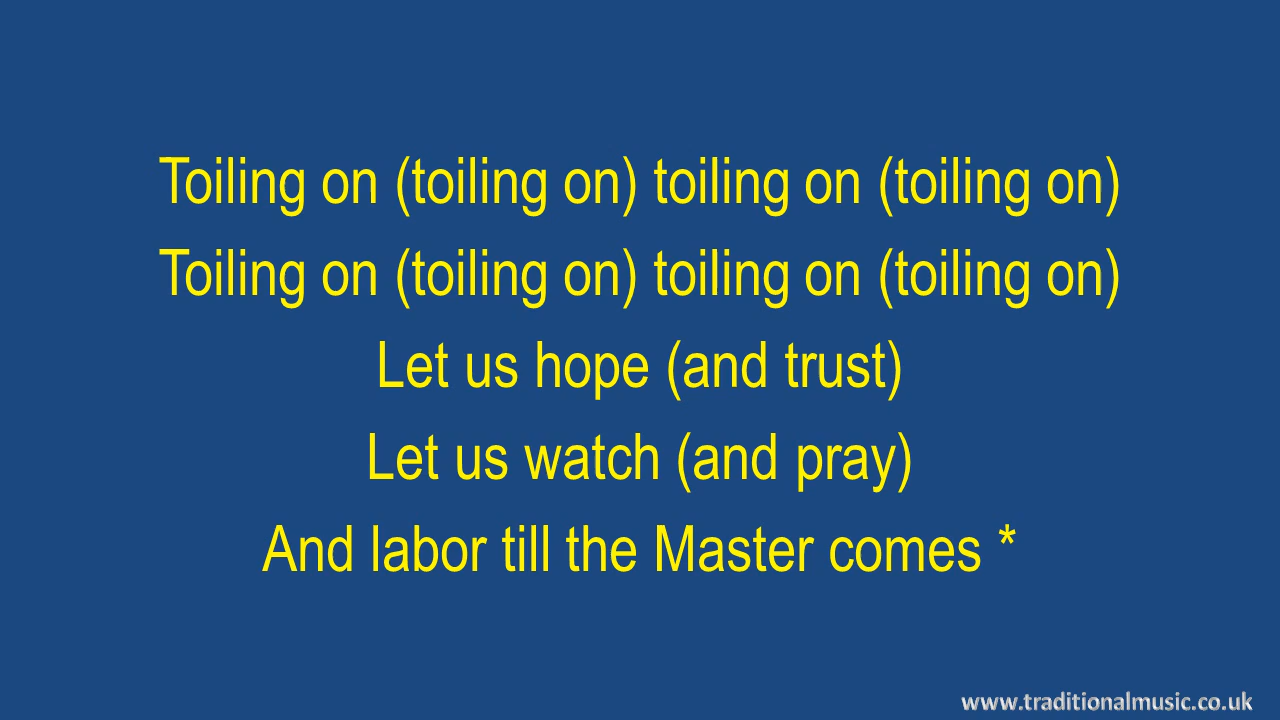 Toiling on (toiling on) toiling on (toiling on)
Toiling on (toiling on) toiling on (toiling on)
Let us hope (and trust)
Let us watch (and pray)
And labor till the Master comes *
www.traditionalmusic.co.uk